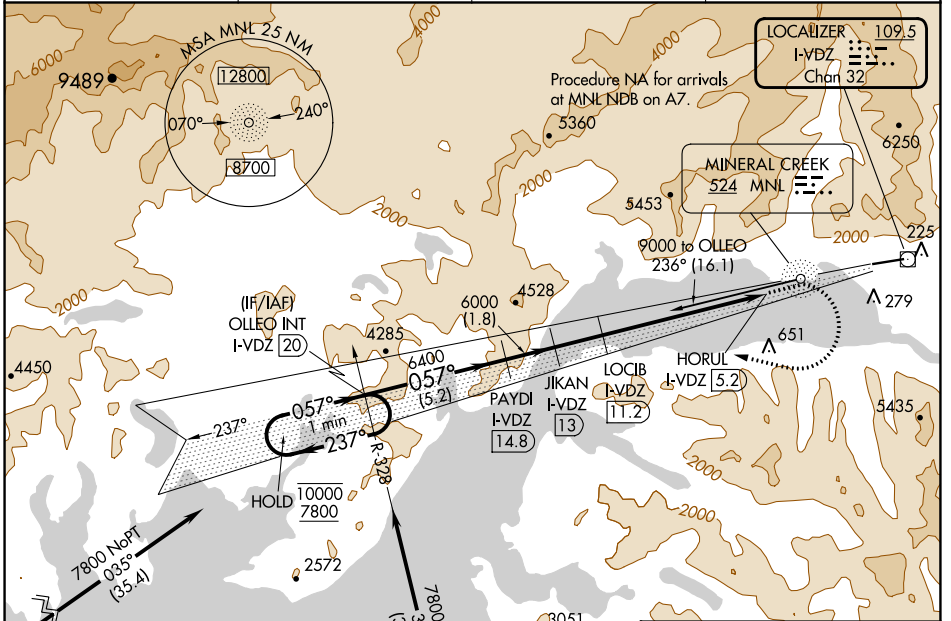 6000
9489
MSA MNL 25 NM
12800
070°
240°
8700
2000
4000
4000
Procedure NA for arrivals
at MNL NDB on A7.
5360
LOCALIZER 109.5
I-VDZ
Chan 32
6250
MINERAL CREEK
524 MNL
5453
2000
2000
2000
225
9000 to OLLEO
236° (16.1)
279
651
(IF/IAF)
OLLEO INT
I-VDZ 20
4285
4528
6000
(1.8)
6400
057°
(5.2)
4450
PAYDI
I-VDZ
14.8
JIKAN
I-VDZ
13
LOCIB
I-VDZ
11.2
HORUL
I-VDZ 5.2
5435
237°
057°
1 min
237°
R-328
HOLD
10000
7800
7800 NoPT
035°
(35.4)
2572
7800
2000
2000
3051